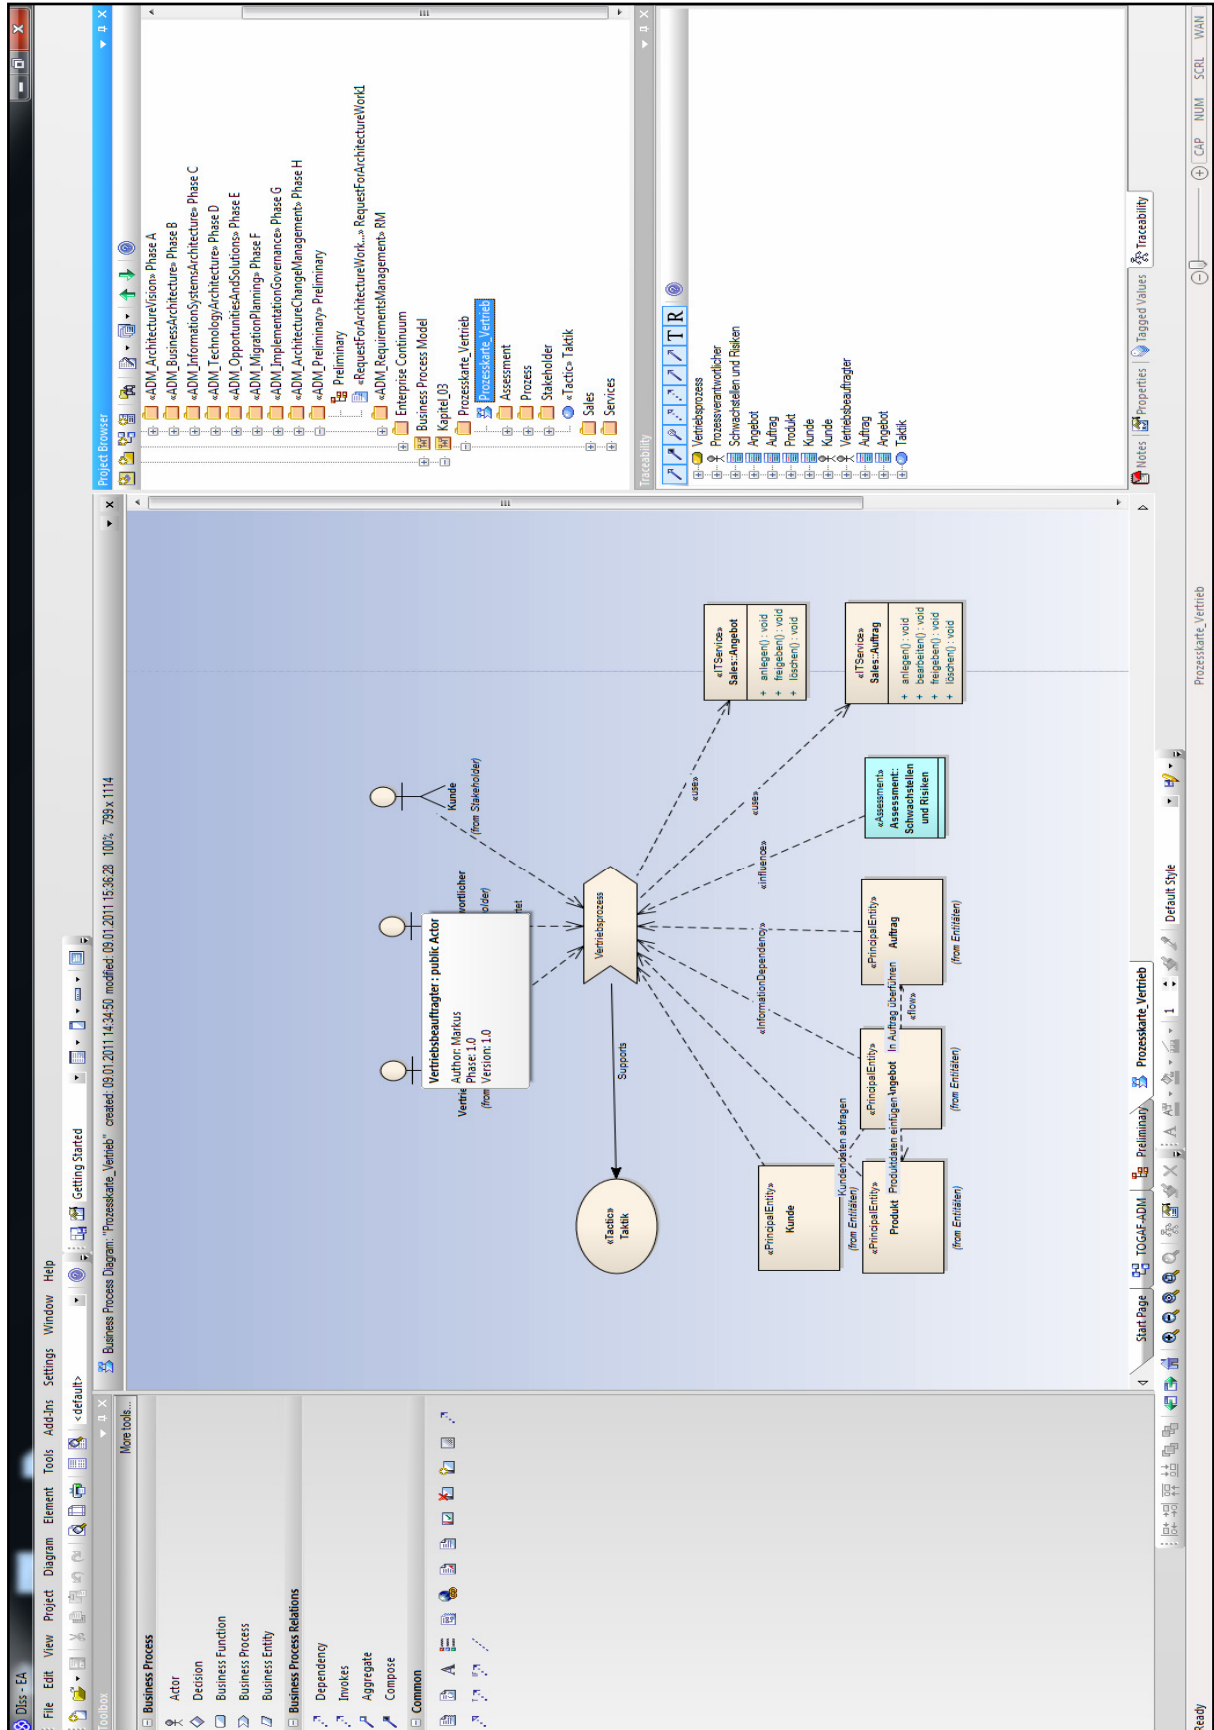 DIss - EA
File Edit View Project Diagram Element Tools Add-Ins Settings Window Help
<default>
Getting Started
Toolbox
More tools...
Business Process
Actor
Decision
Business Function
Business Process
Business Entity
Business Process Relations
Dependency
Invokes
Aggregate
Compose
Common
Business Process Diagram: "Prozesskarte_Vertrieb" created: 09.01.2011 14:34:50 modified: 09.01.2011 15:36:28 100% 799 x 1114
Vertriebsbeauftragter : public Actor
Author: Markus
Phase: 1.0
Version: 1.0
Kunde
(from Stakeholder)
Vertriebsprozess
Supports
«Tactic»
Taktik
«use»
«use»
«influence»
«InformationDependency»
«ITService»
Sales::Angebot
+ anlegen() : void
+ freigeben() : void
+ löschen() : void
«ITService»
Sales::Auftrag
+ anlegen() : void
+ bearbeiten() : void
+ freigeben() : void
+ löschen() : void
«Assessment»
Assessment::
Schwachstellen
und Risiken
«PrincipalEntity»
Kunde
(from Entitäten)
Kundendaten abfragen
«PrincipalEntity»
Produkt
(from Entitäten)
Produktdaten einfügen
«PrincipalEntity»
Angebot
(from Entitäten)
In Auftrag überführen
«flow»
«PrincipalEntity»
Auftrag
(from Entitäten)
Start Page
TOGAF-ADM
Preliminary
Prozesskarte_Vertrieb
1
Default Style
Project Browser
«ADM_ArchitectureVision» Phase A
«ADM_BusinessArchitecture» Phase B
«ADM_InformationSystemsArchitecture» Phase C
«ADM_TechnologyArchitecture» Phase D
«ADM_OpportunitiesAndSolutions» Phase E
«ADM_MigrationPlanning» Phase F
«ADM_ImplementationGovernance» Phase G
«ADM_ArchitectureChangeManagement» Phase H
«ADM_Preliminary» Preliminary
Preliminary
«RequestForArchitectureWork...» RequestForArchitectureWork1
«ADM_RequirementsManagement» RM
Enterprise Continuum
Business Process Model
Kapitel_03
Prozesskarte_Vertrieb
Prozesskarte_Vertrieb
Assessment
Prozess
Stakeholder
«Tactic» Taktik
Sales
Services
Traceability
T R
Vertriebsprozess
Prozessverantwortlicher
Schwachstellen und Risiken
Angebot
Auftrag
Produkt
Kunde
Kunde
Vertriebsbeauftragter
Auftrag
Angebot
Taktik
Notes Properties Tagged Values Traceability
Ready
Prozesskarte_Vertrieb
CAP NUM SCRL WAN